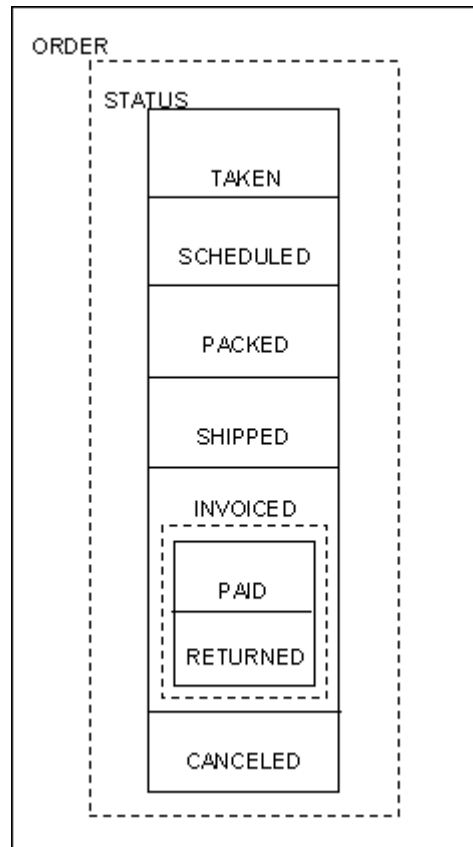 ORDER
STATUS
TAKEN
SCHEDULED
PACKED
SHIPPED
INVOICED
PAID
RETURNED
CANCELED